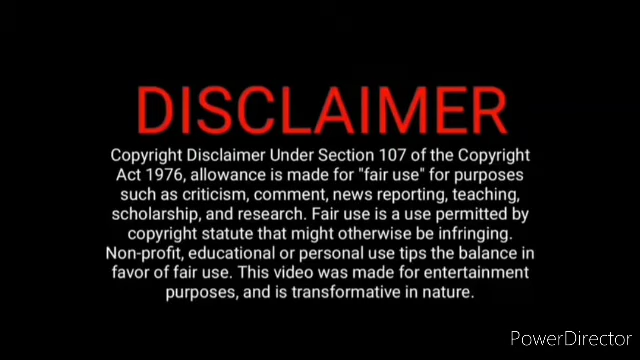 DISCLAIMER
Copyright Disclaimer Under Section 107 of the Copyright
Act 1976, allowance is made for "fair use" for purposes
such as criticism, comment, news reporting, teaching,
scholarship, and research. Fair use is a use permitted by
copyright statute that might otherwise be infringing.
Non-profit, educational or personal use tips the balance in
favor of fair use. This video was made for entertainment
purposes, and is transformative in nature.
PowerDirector